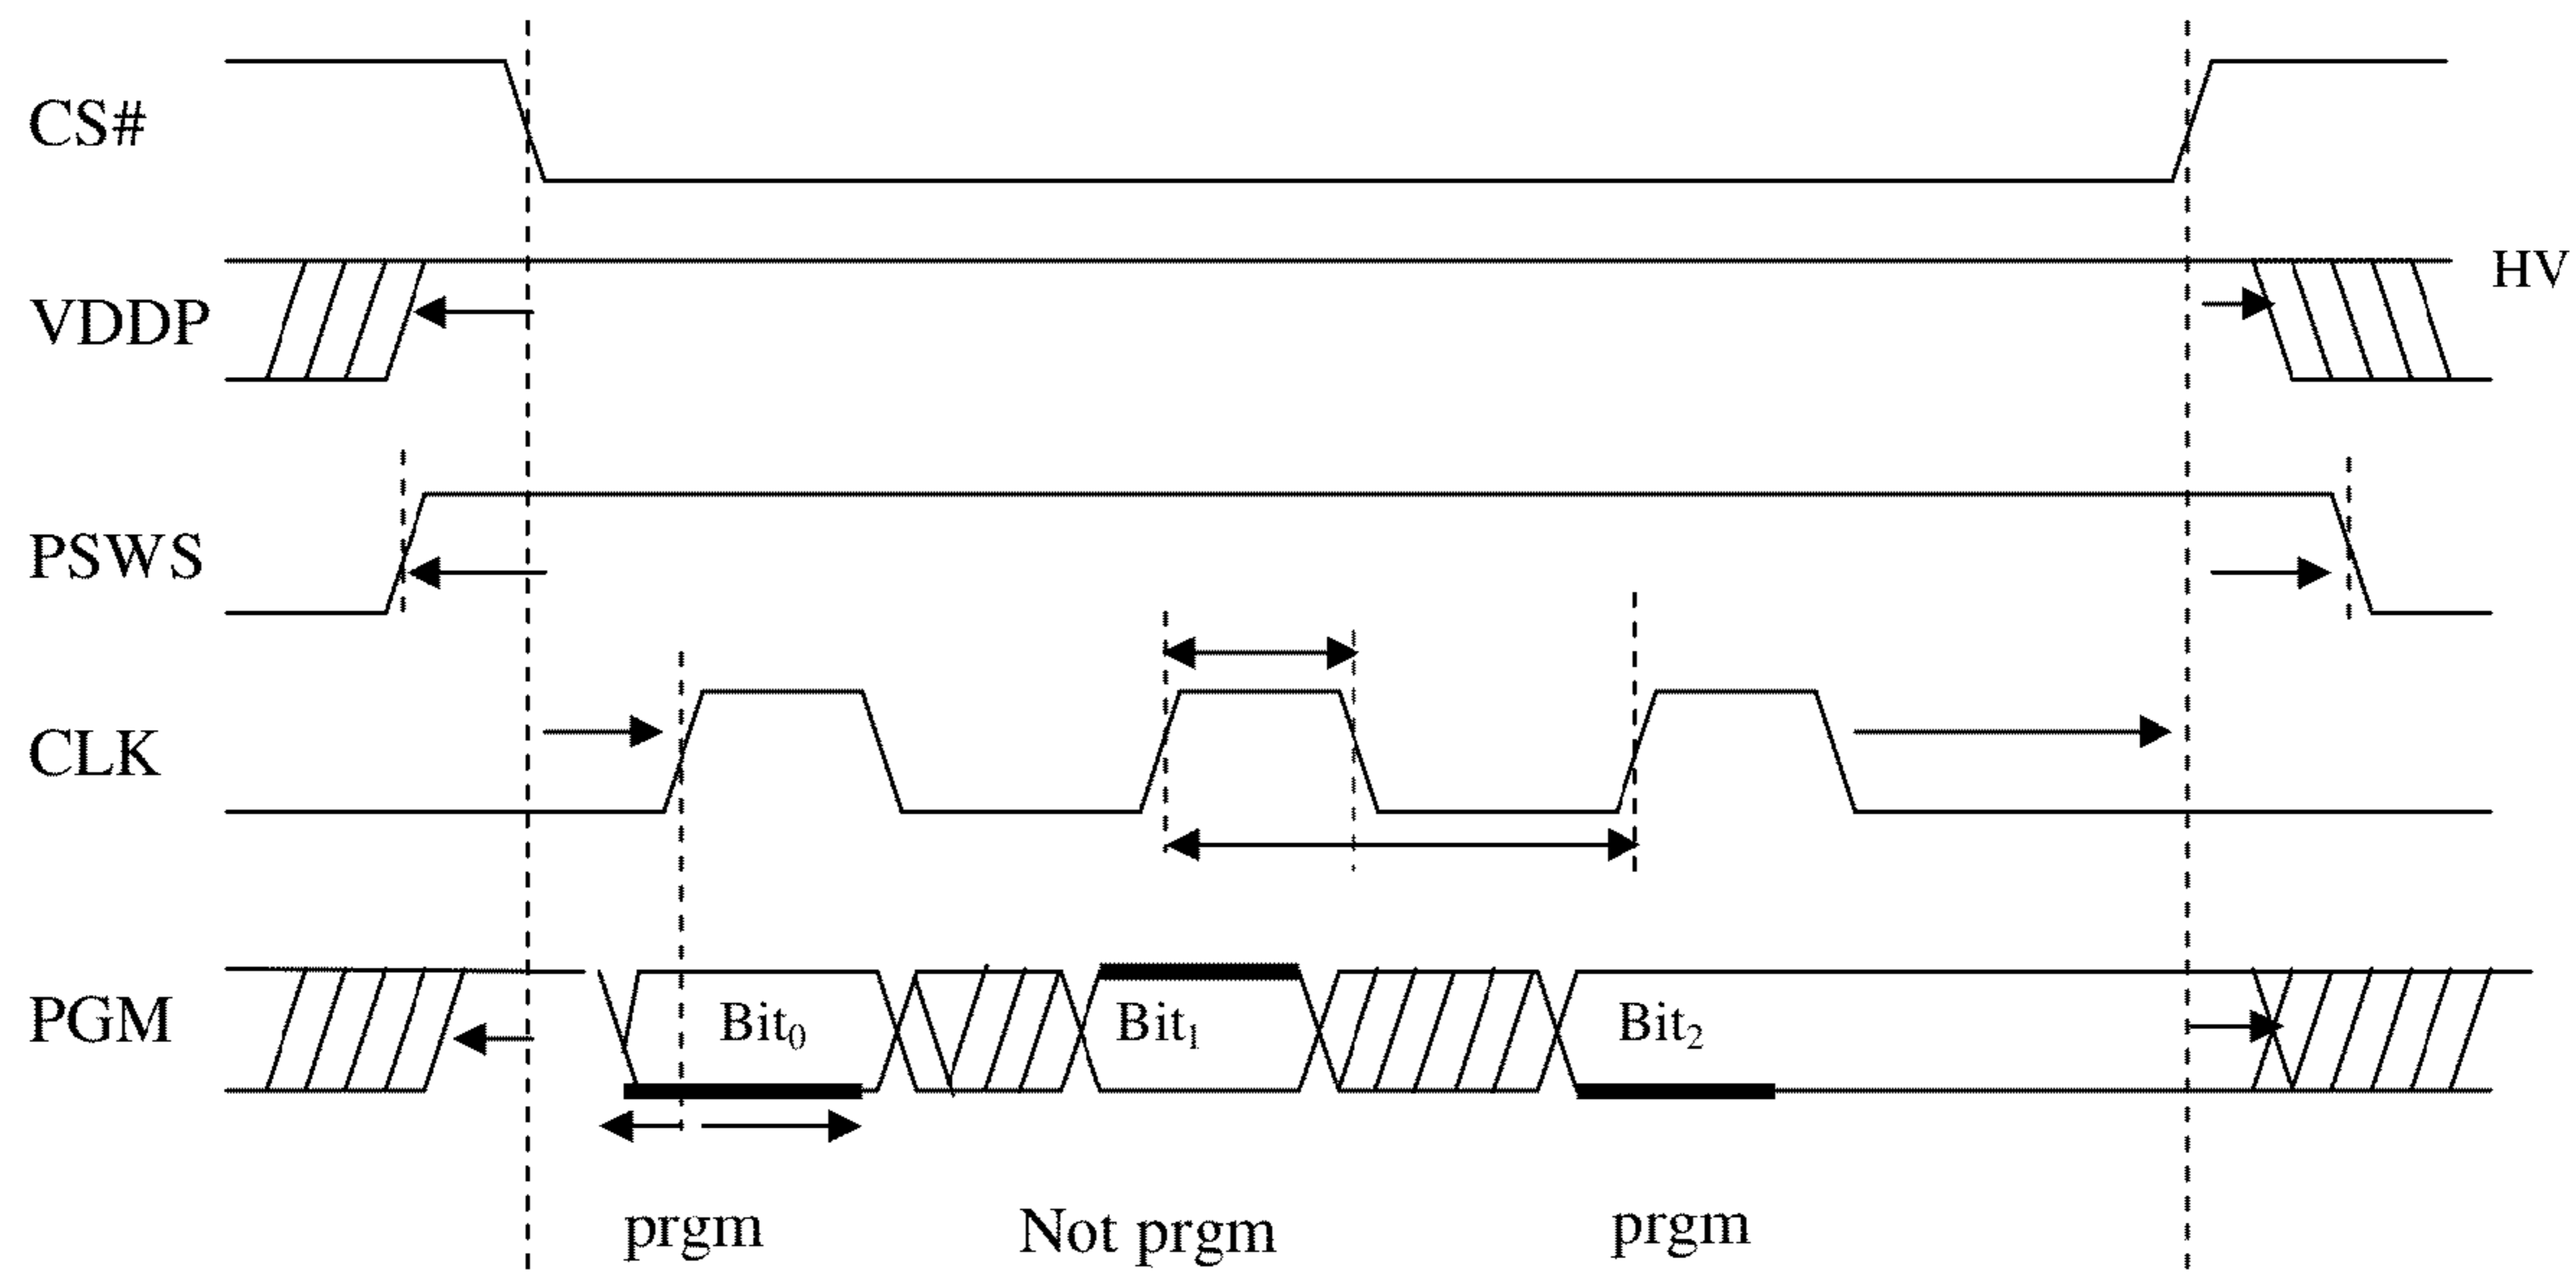 CS#
HV
VDDP
PSWS
CLK
PGM Bit₀ Bit₁ Bit₂
prgm Not prgm prgm